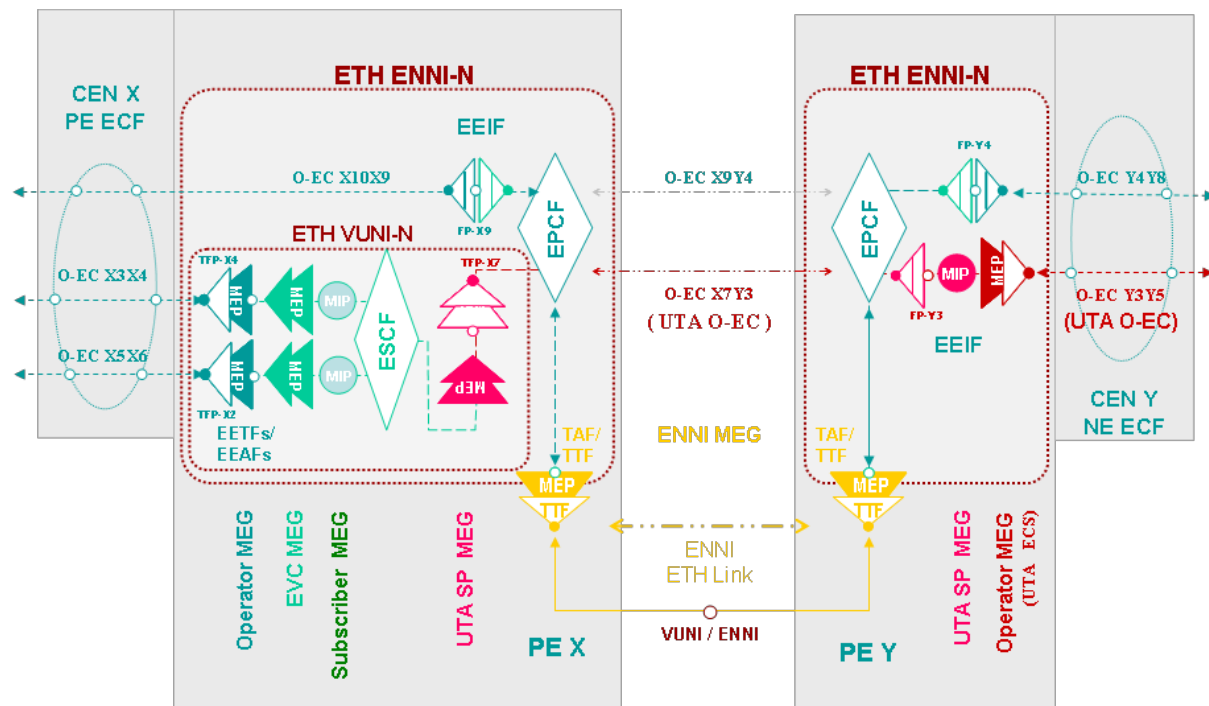 ETH ENNI-N
ETH ENNI-N
CEN X
PE ECF
EEIF
FP-Y4
O-EC X10X9
O-EC X9Y4
O-EC Y4Y8
FP-X9
EPCF
EPCF
ETH VUNI-N
TFP-X4
TFP-X7
O-EC X3X4
MEP
MEP
MIP
O-EC X7Y3
( UTA O-EC )
MIP
MEP
FP-Y3
O-EC Y3Y5
(UTA O-EC)
EEIF
ESCF
O-EC X5X6
MEP
MEP
MIP
MEP
TFP-X2
CEN Y
NE ECF
EETFs/
EEAFs
TAF/
TTF
ENNI MEG
TAF/
TTF
MEP
TTF
MEP
TTF
Operator MEG
EVC MEG
Subscriber MEG
UTA SP MEG
ENNI
ETH Link
UTA SP MEG
Operator MEG
(UTA ECS)
VUNI / ENNI
PE X
PE Y